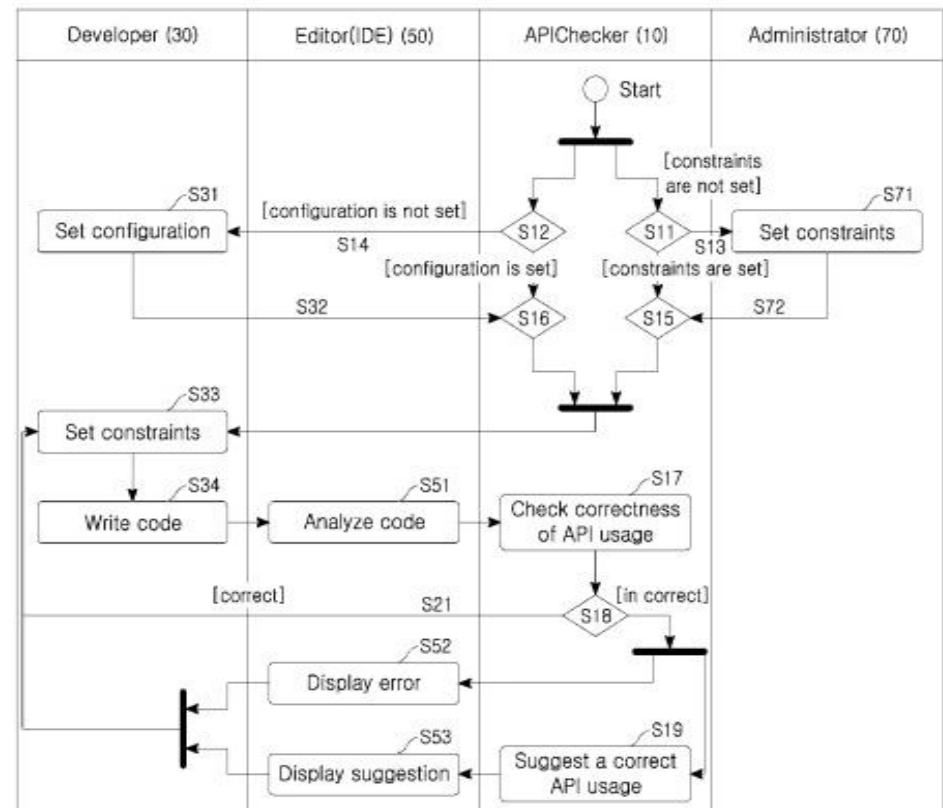 Developer (30)
Editor(IDE) (50)
APIChecker (10)
Administrator (70)
Start
[constraints
are not set]
S31
S71
[configuration is not set]
Set configuration
S12
S11
Set constraints
S14
S13
[configuration is set]
[constraints are set]
S32
S16
S15
S72
S33
Set constraints
S34
S51
S17
Write code
Analyze code
Check correctness
of API usage
[correct]
S21
S18
[in correct]
S52
Display error
S53
S19
Display suggestion
Suggest a correct
API usage